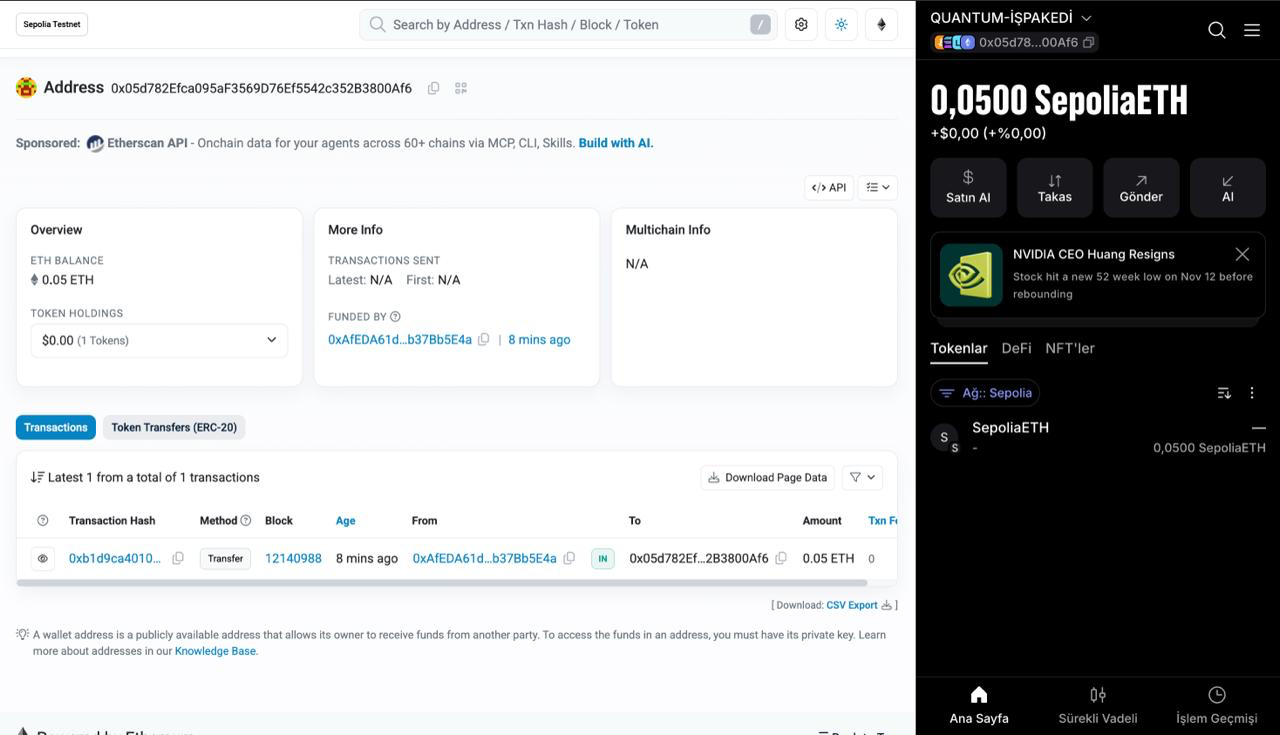 Sepolia Testnet
Search by Address / Txn Hash / Block / Token
/
Address 0x05d782Efca095aF3569D76Ef5542c352B3800Af6
Sponsored: Etherscan API - Onchain data for your agents across 60+ chains via MCP, CLI, Skills. Build with AI.
</> API
Overview
ETH BALANCE
0.05 ETH
TOKEN HOLDINGS
$0.00 (1 Tokens)
More Info
TRANSACTIONS SENT
Latest: N/A First: N/A
FUNDED BY
0xAfEDA61d...b37Bb5E4a | 8 mins ago
Multichain Info
N/A
Transactions
Token Transfers (ERC-20)
Latest 1 from a total of 1 transactions
Download Page Data
Transaction Hash Method Block Age From To Amount Txn Fe
0xb1d9ca4010... Transfer 12140988 8 mins ago 0xAfEDA61d...b37Bb5E4a IN 0x05d782Ef...2B3800Af6 0.05 ETH 0
[ Download: CSV Export ]
A wallet address is a publicly available address that allows its owner to receive funds from another party. To access the funds in an address, you must have its private key. Learn
more about addresses in our Knowledge Base.
QUANTUM-İŞPAKEDİ
0x05d78...00Af6
0,0500 SepoliaETH
+$0,00 (+%0,00)
Satın Al
Takas
Gönder
Al
NVIDIA CEO Huang Resigns
Stock hit a new 52 week low on Nov 12 before
rebounding
Tokenlar DeFi NFT'ler
Ağ:: Sepolia
S
S
SepoliaETH —
- 0,0500 SepoliaETH
Ana Sayfa
Sürekli Vadeli
İşlem Geçmişi